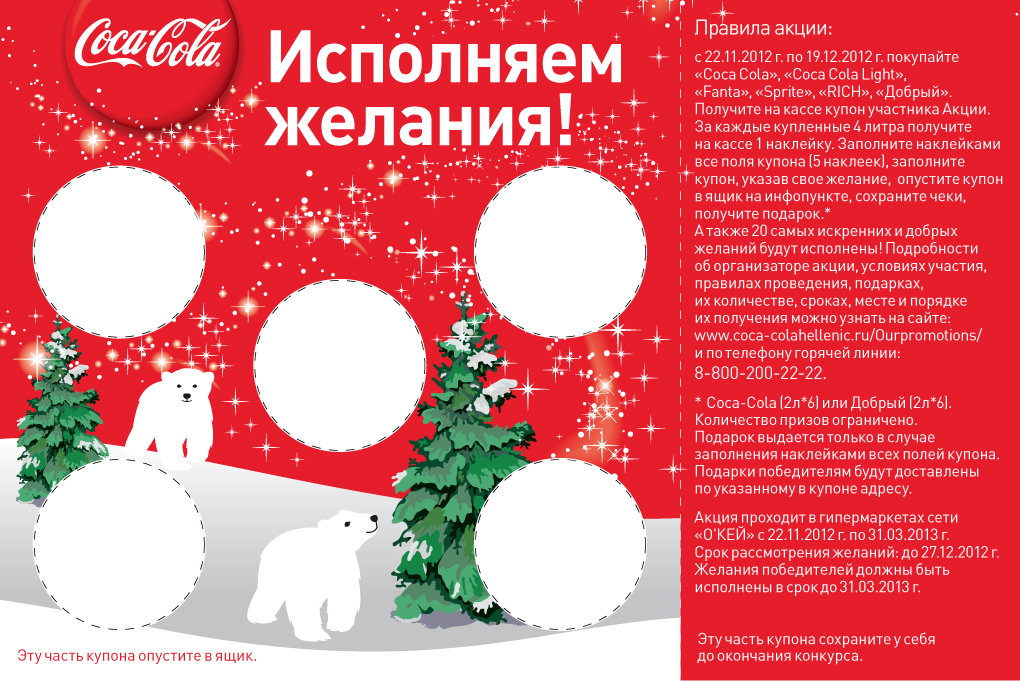 Coca-Cola
Исполняем
желания!
Эту часть купона опустите в ящик.
Правила акции:
с 22.11.2012 г. по 19.12.2012 г. покупайте
«Coca Cola», «Coca Cola Light»,
«Fanta», «Sprite», «RICH», «Добрый».
Получите на кассе купон участника Акции.
За каждые купленные 4 литра получите
на кассе 1 наклейку. Заполните наклейками
все поля купона (5 наклеек), заполните
купон, указав свое желание, опустите купон
в ящик на инфопункте, сохраните чеки,
получите подарок.*
А также 20 самых искренних и добрых
желаний будут исполнены! Подробности
об организаторе акции, условиях участия,
правилах проведения, подарках,
их количестве, сроках, месте и порядке
их получения можно узнать на сайте:
www.coca-colahellenic.ru/Ourpromotions/
и по телефону горячей линии:
8-800-200-22-22.
* Coca-Cola (2л*6) или Добрый (2л*6).
Количество призов ограничено.
Подарок выдается только в случае
заполнения наклейками всех полей купона.
Подарки победителям будут доставлены
по указанному в купоне адресу.
Акция проходит в гипермаркетах сети
«О'КЕЙ» с 22.11.2012 г. по 31.03.2013 г.
Срок рассмотрения желаний: до 27.12.2012 г.
Желания победителей должны быть
исполнены в срок до 31.03.2013 г.
Эту часть купона сохраните у себя
до окончания конкурса.